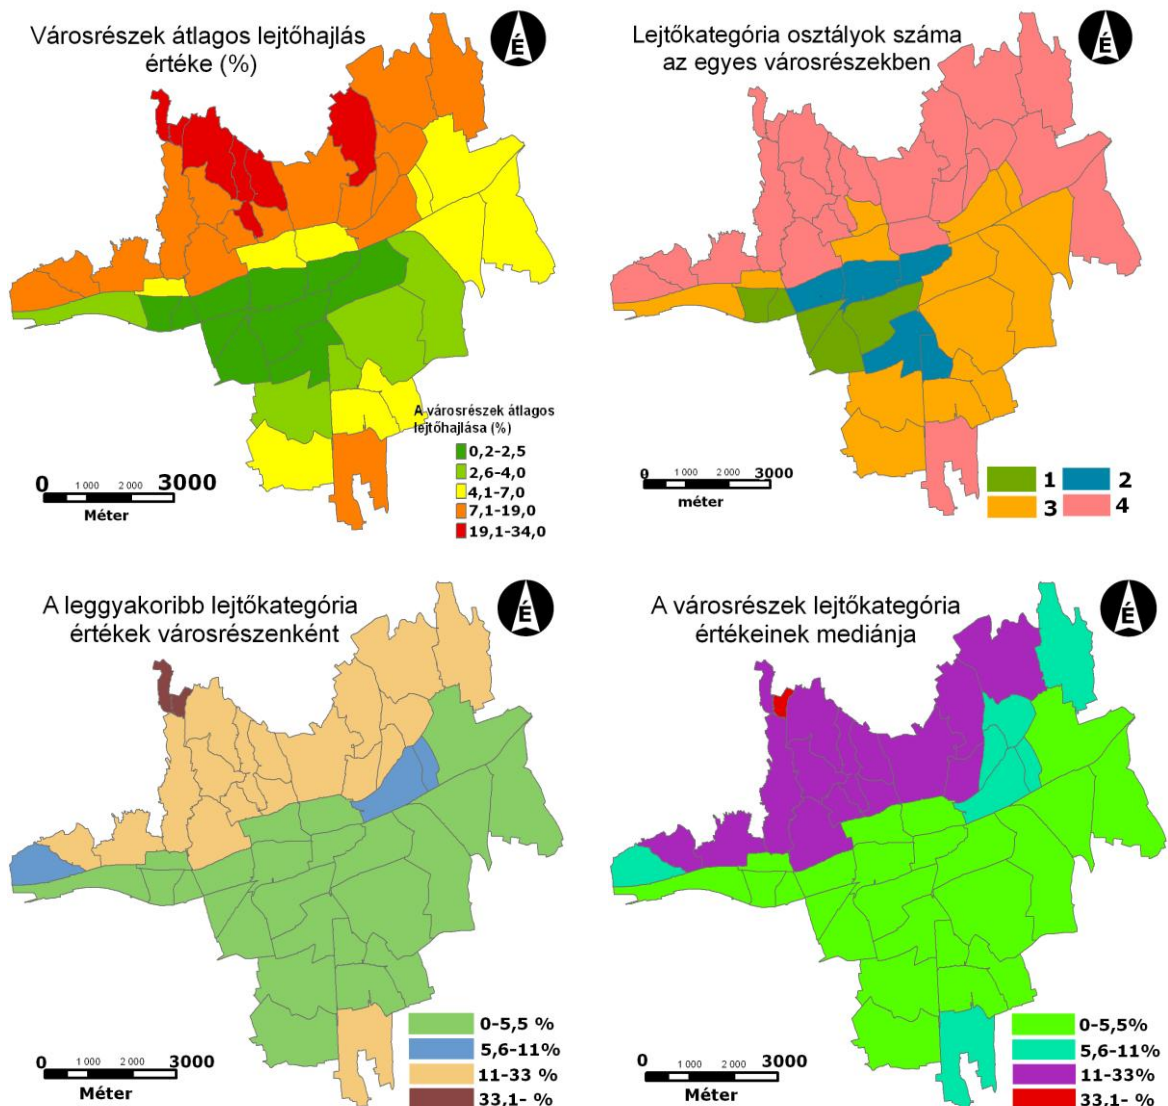 Városrészek átlagos lejtőhajlás
értéke (%)
É
A városrészek átlagos
lejtőhajlása (%)
0,2-2,5
2,6-4,0
4,1-7,0
7,1-19,0
19,1-34,0
0 1 000 2 000 3000
Méter
Lejtőkategória osztályok száma
az egyes városrészekben
É
0 1 000 2 000 3000
méter
1 2
3 4
A leggyakoribb lejtőkategória
értékek városrészenként
É
0-5,5 %
5,6-11%
11-33 %
33,1- %
0 1 000 2 000 3000
Méter
A városrészek lejtőkategória
értékeinek mediánja
É
0-5,5%
5,6-11%
11-33%
33,1- %
0 1 000 2 000 3000
Méter